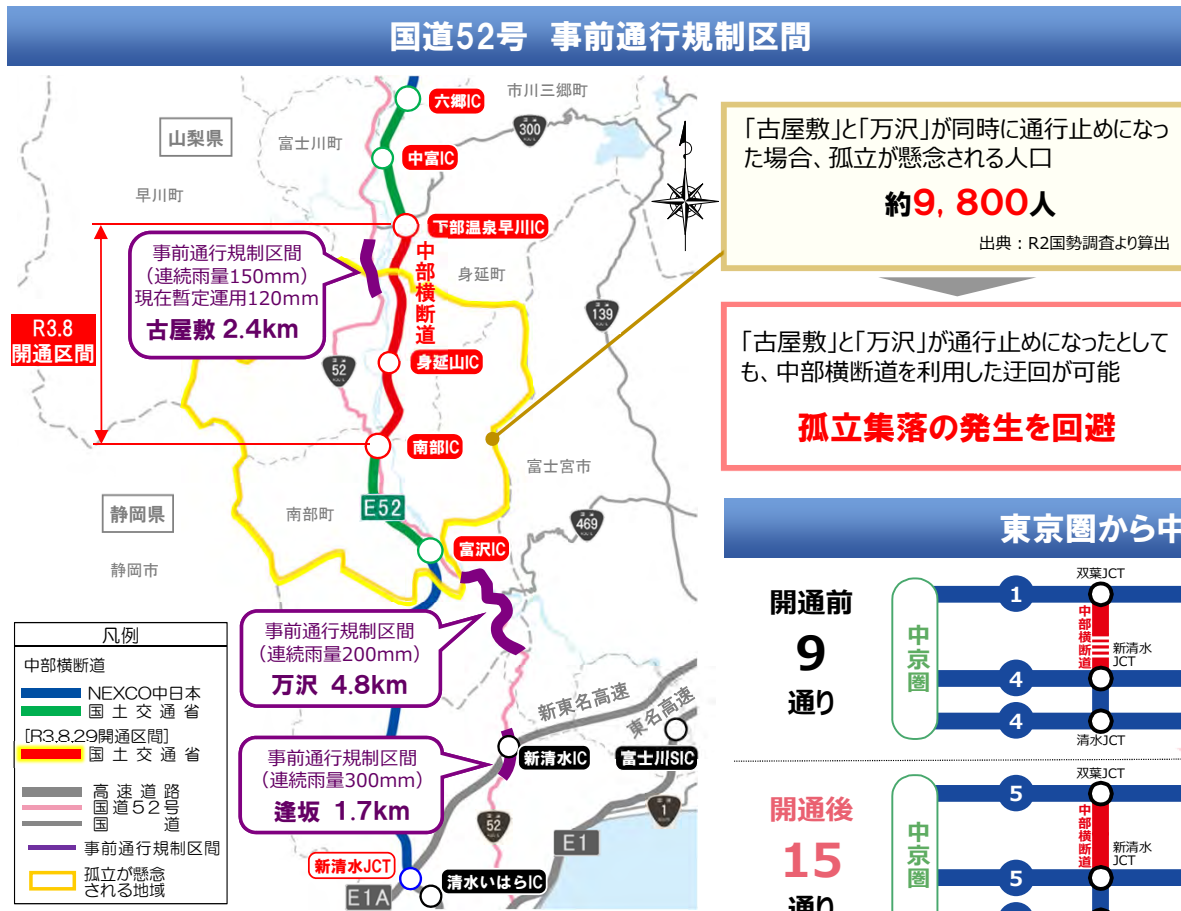 国道52号 事前通行規制区間
六郷IC
市川三郷町
山梨県
富士川町
国道
300
中富IC
早川町
下部温泉早川IC
事前通行規制区間
(連続雨量150mm)
現在暫定運用120mm
古屋敷 2.4km
中部横断道
身延町
国道
139
R3.8
開通区間
国道
52
身延山IC
南部IC
富士宮市
静岡県
南部町
E52
国道
469
静岡市
富沢IC
事前通行規制区間
(連続雨量200mm)
万沢 4.8km
新東名高速
東名高速
事前通行規制区間
(連続雨量300mm)
逢坂 1.7km
新清水IC
富士川SIC
国道
52
国道
1
E1
新清水JCT
清水いはらIC
E1A
凡例
中部横断道
NEXCO中日本
国土交通省
[R3.8.29開通区間]
国土交通省
高速道路
国道52号
国道
事前通行規制区間
孤立が懸念
される地域
「古屋敷」と「万沢」が同時に通行止めになっ
た場合、孤立が懸念される人口
約9,800人
出典:R2国勢調査より算出
「古屋敷」と「万沢」が通行止めになったとして
も、中部横断道を利用した迂回が可能
孤立集落の発生を回避
東京圏から中
開通前
9
通り
中京圏
1
双葉JCT
中部横断道
新清水
JCT
4
4
清水JCT
開通後
15
通り
中京圏
5
双葉JCT
中部横断道
新清水
JCT
5